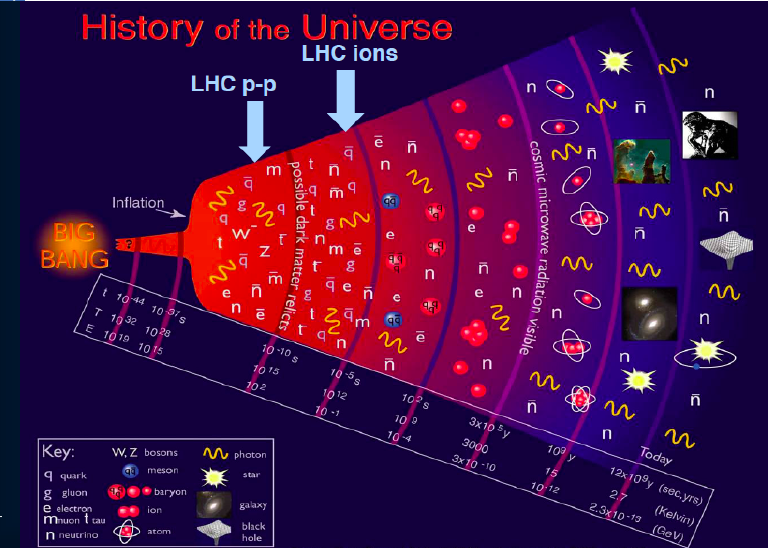 History of the Universe
LHC ions
LHC p-p
Inflation
BIG
BANG
?
possible dark matter relicts
cosmic microwave radiation visible
t 10-44 10-37s 10-10s 10-5s 102s 3x105y 109y 12x109y (sec,yrs)
T 1032 1028 1015 1012 109 3000 15 2.7 (Kelvin)
E 1019 1015 102 10-1 10-4 3x10-10 10-12 2.3x10-13 (GeV)
Today
Key:
W, Z bosons
photon
q quark
qq̄ meson
star
g gluon
baryon
e electron
ion
galaxy
m muon t tau
n neutrino
atom
black
hole